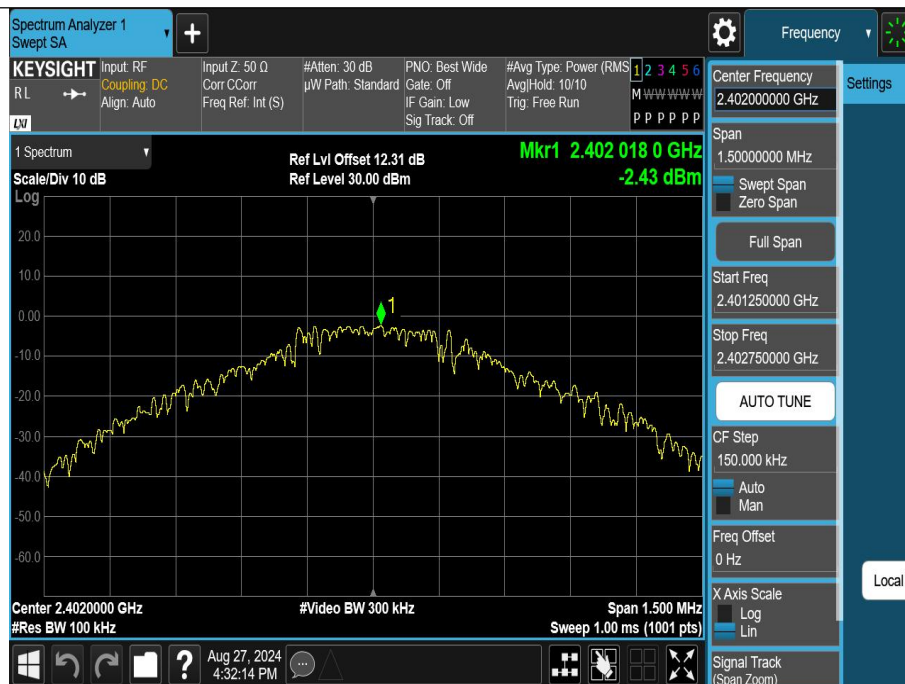 Spectrum Analyzer 1
Swept SA
Frequency
KEYSIGHT
RL
LXI
Input: RF
Coupling: DC
Align: Auto
Input Z: 50 Ω
Corr CCorr
Freq Ref: Int (S)
#Atten: 30 dB
µW Path: Standard
PNO: Best Wide
Gate: Off
IF Gain: Low
Sig Track: Off
#Avg Type: Power (RMS
Avg|Hold: 10/10
Trig: Free Run
1 2 3 4 5 6
M W W W W W
P P P P P P
1 Spectrum
Scale/Div 10 dB
Log
Ref Lvl Offset 12.31 dB
Ref Level 30.00 dBm
Mkr1 2.402 018 0 GHz
-2.43 dBm
20.0
10.0
0.00
-10.0
-20.0
-30.0
-40.0
-50.0
-60.0
1
Center 2.4020000 GHz
#Res BW 100 kHz
#Video BW 300 kHz
Span 1.500 MHz
Sweep 1.00 ms (1001 pts)
?
Aug 27, 2024
4:32:14 PM
Center Frequency
2.402000000 GHz
Span
1.50000000 MHz
Swept Span
Zero Span
Full Span
Start Freq
2.401250000 GHz
Stop Freq
2.402750000 GHz
AUTO TUNE
CF Step
150.000 kHz
Auto
Man
Freq Offset
0 Hz
X Axis Scale
Log
Lin
Signal Track
(Span Zoom)
Settings
Local